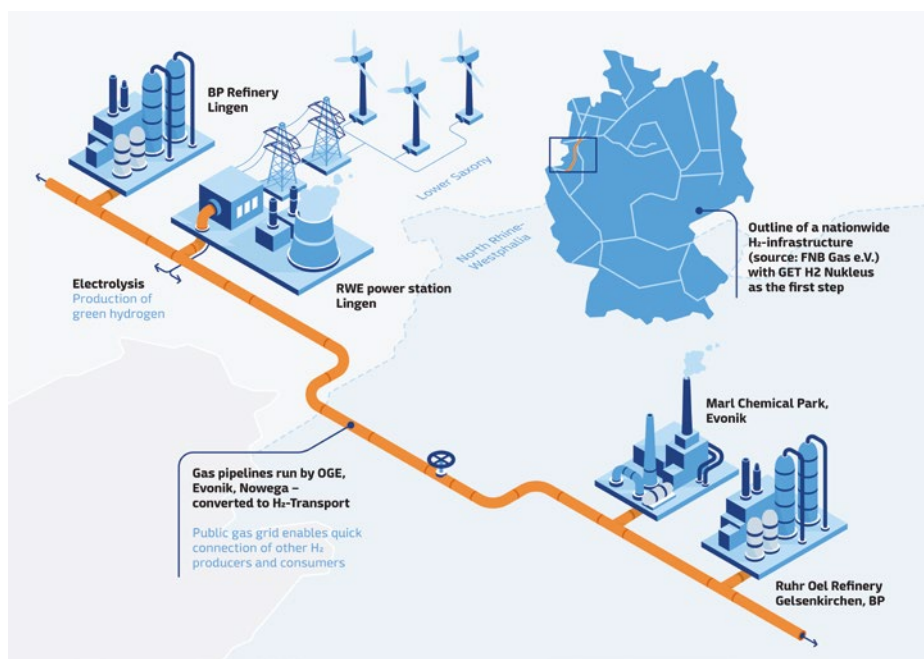 BP Refinery
Lingen
Lower Saxony
North Rhine-
Westphalia
Outline of a nationwide
H₂-infrastructure
(source: FNB Gas e.V.)
with GET H2 Nukleus
as the first step
Electrolysis
Production of
green hydrogen
RWE power station
Lingen
Marl Chemical Park,
Evonik
Gas pipelines run by OGE,
Evonik, Nowega –
converted to H₂-Transport
Public gas grid enables quick
connection of other H₂
producers and consumers
Ruhr Oel Refinery
Gelsenkirchen, BP